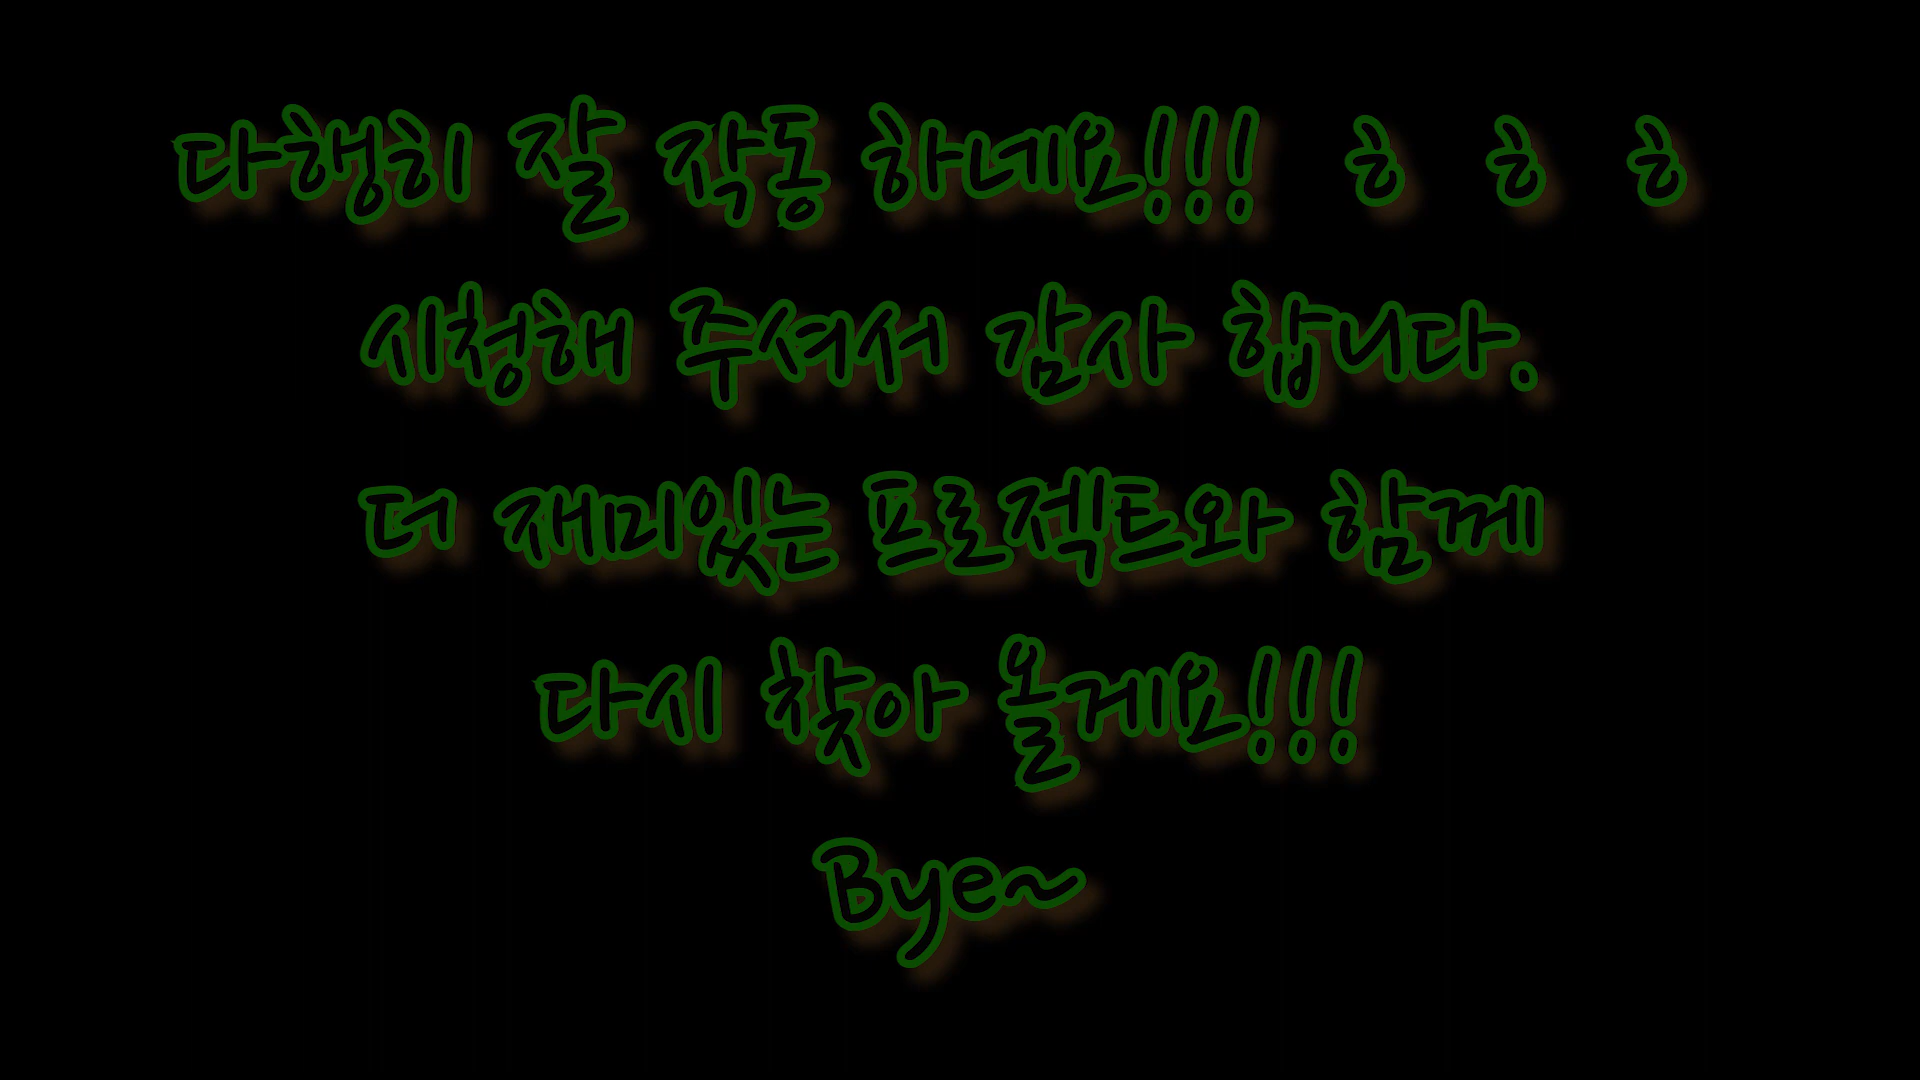 다행히 잘 작동 하네요!!! ㅎ ㅎ ㅎ
시청해 주셔서 감사 합니다.
더 재미있는 프로젝트와 함께
다시 찾아 올게요!!!
Bye~